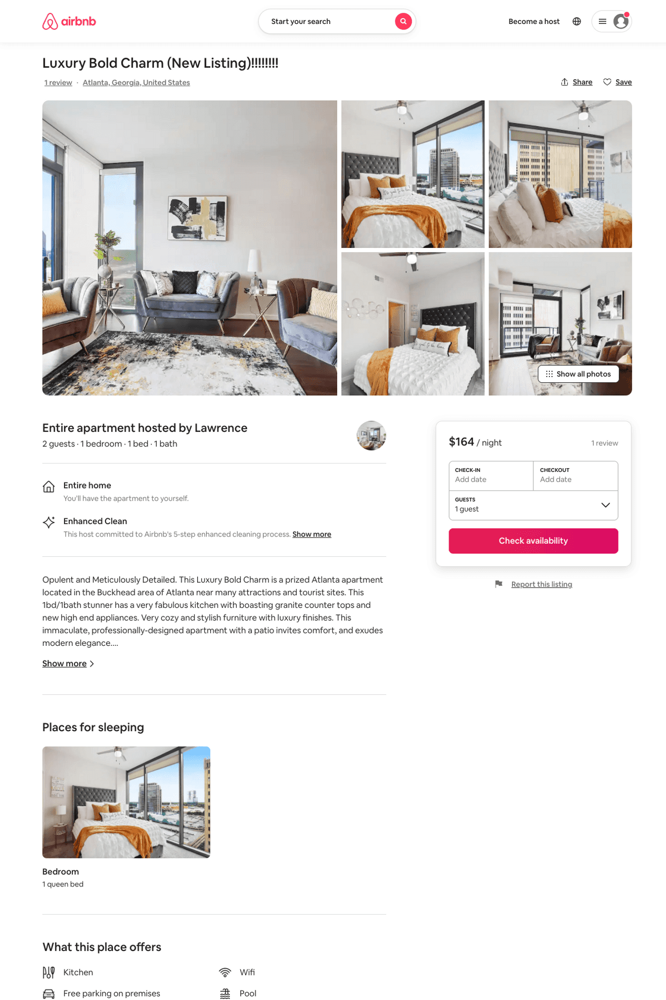 airbnb
Start your search
Become a host
Luxury Bold Charm (New Listing)!!!!!!!!
1 review · Atlanta, Georgia, United States
Share
Save
Show all photos
Entire apartment hosted by Lawrence
2 guests · 1 bedroom · 1 bed · 1 bath
Entire home
You'll have the apartment to yourself.
Enhanced Clean
This host committed to Airbnb's 5-step enhanced cleaning process. Show more
$164 / night
1 review
CHECK-IN
Add date
CHECKOUT
Add date
GUESTS
1 guest
Check availability
Report this listing
Opulent and Meticulously Detailed. This Luxury Bold Charm is a prized Atlanta apartment
located in the Buckhead area of Atlanta near many attractions and tourist sites. This
1bd/1bath stunner has a very fabulous kitchen with boasting granite counter tops and
new high end appliances. Very cozy and stylish furniture with luxury finishes. This
immaculate, professionally-designed apartment with a patio invites comfort, and exudes
modern elegance....
Show more
Places for sleeping
Bedroom
1 queen bed
What this place offers
Kitchen
Wifi
Free parking on premises
Pool